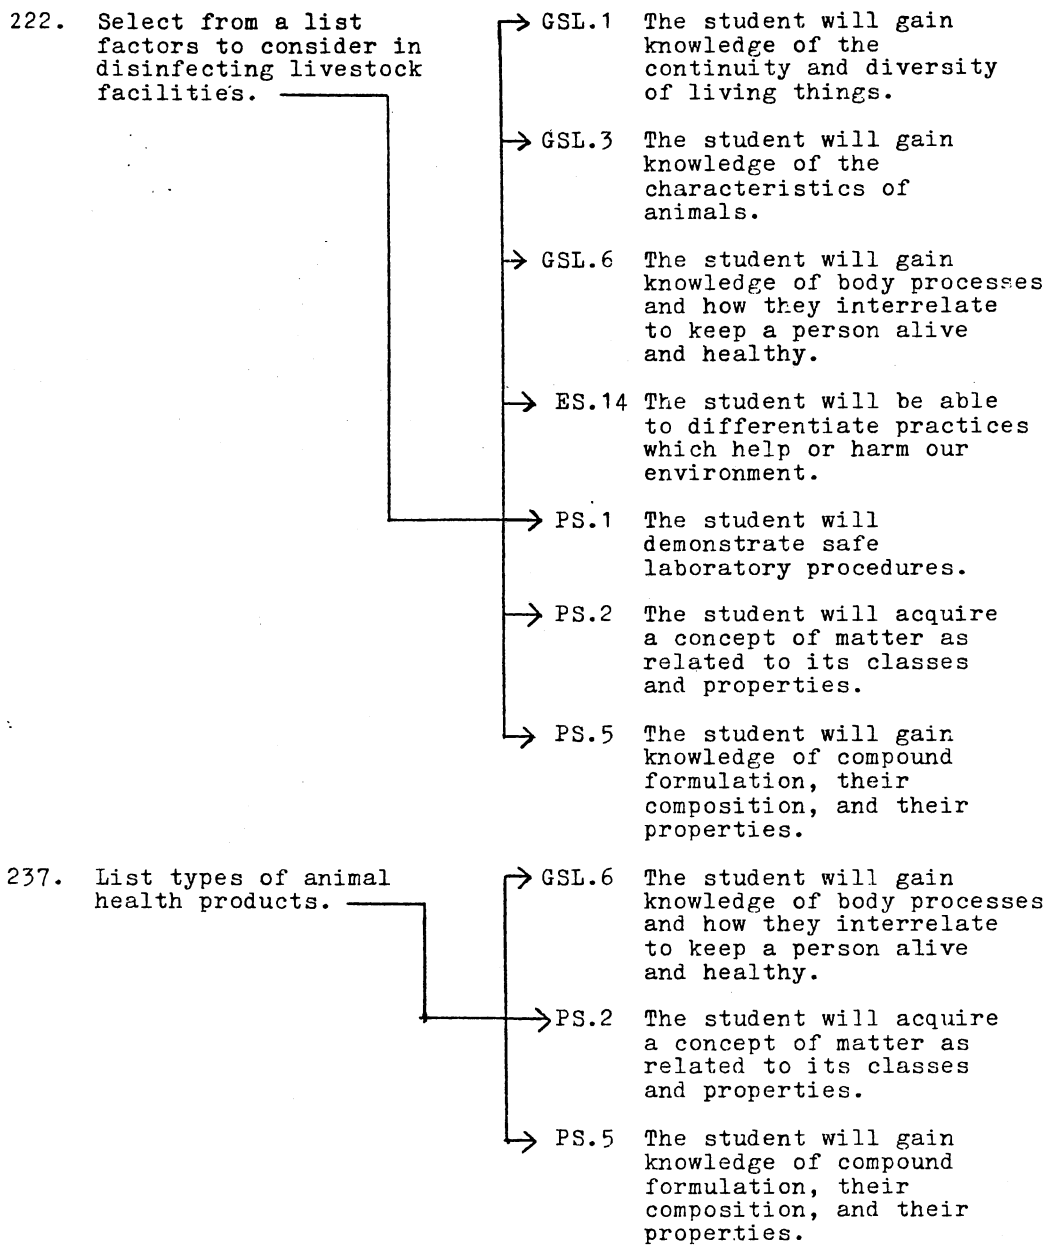 222. Select from a list
factors to consider in
disinfecting livestock
facilities.
GSL.1 The student will gain
knowledge of the
continuity and diversity
of living things.
GSL.3 The student will gain
knowledge of the
characteristics of
animals.
GSL.6 The student will gain
knowledge of body processes
and how they interrelate
to keep a person alive
and healthy.
ES.14 The student will be able
to differentiate practices
which help or harm our
environment.
PS.1 The student will
demonstrate safe
laboratory procedures.
PS.2 The student will acquire
a concept of matter as
related to its classes
and properties.
PS.5 The student will gain
knowledge of compound
formulation, their
composition, and their
properties.
237. List types of animal
health products.
GSL.6 The student will gain
knowledge of body processes
and how they interrelate
to keep a person alive
and healthy.
PS.2 The student will acquire
a concept of matter as
related to its classes
and properties.
PS.5 The student will gain
knowledge of compound
formulation, their
composition, and their
properties.